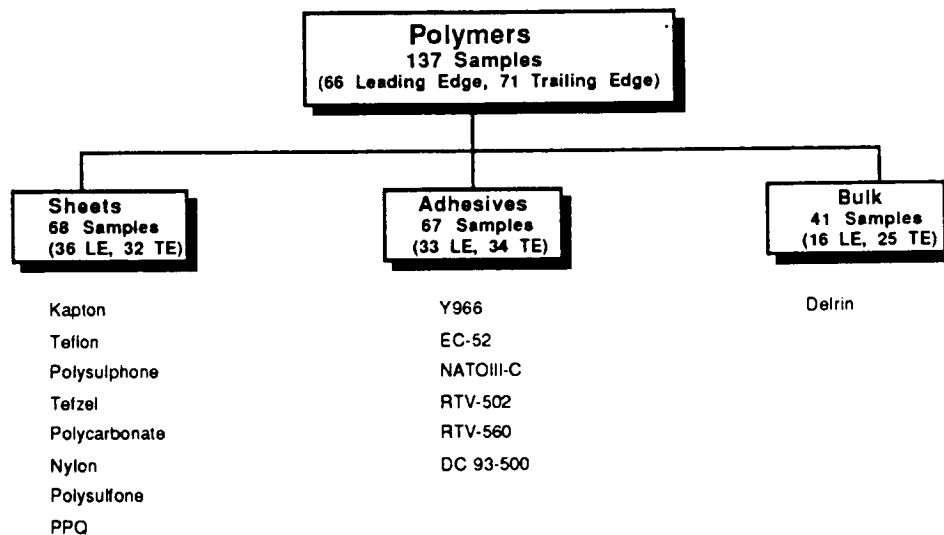 Polymers
137 Samples
(66 Leading Edge, 71 Trailing Edge)
Sheets
68 Samples
(36 LE, 32 TE)
Adhesives
67 Samples
(33 LE, 34 TE)
Bulk
41 Samples
(16 LE, 25 TE)
Kapton
Teflon
Polysulphone
Tefzel
Polycarbonate
Nylon
Polysulfone
PPQ
Y966
EC-52
NATOIII-C
RTV-502
RTV-560
DC 93-500
Delrin